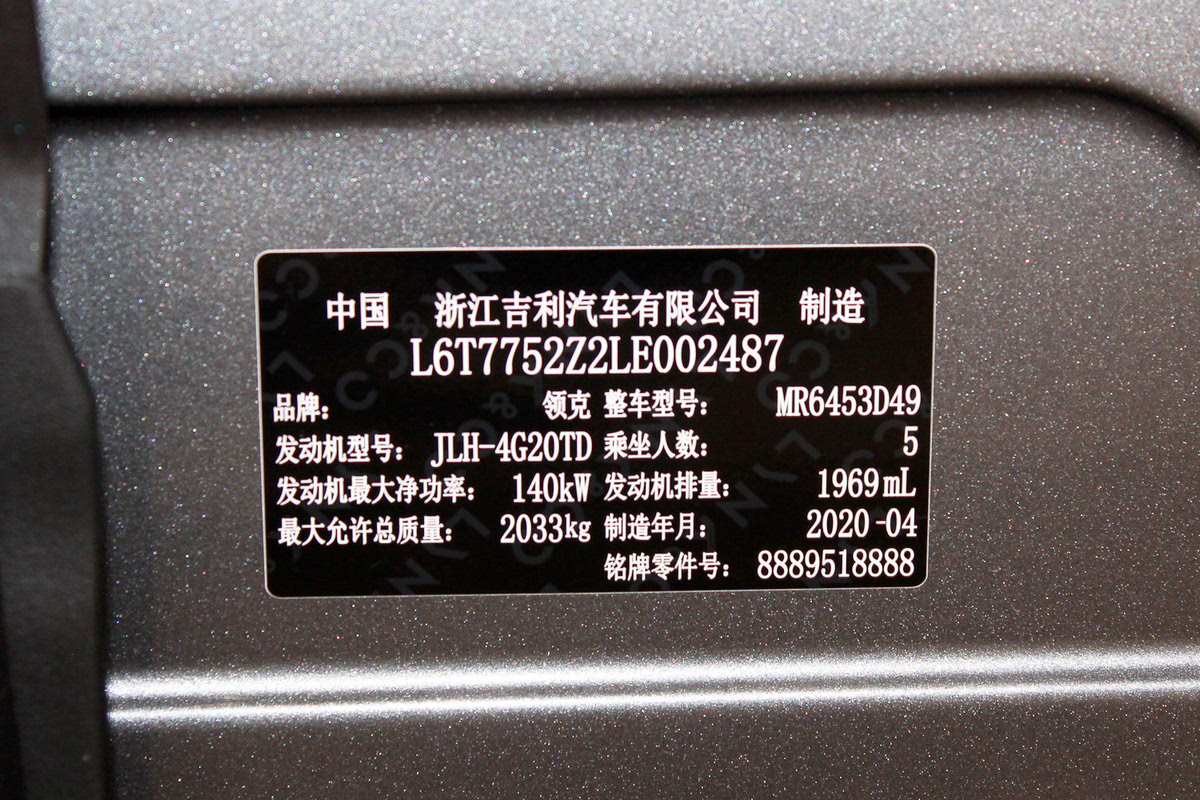 中国 浙江吉利汽车有限公司 制造
L6T7752Z2LE002487
品牌： 领克 整车型号： MR6453D49
发动机型号： JLH-4G20TD 乘坐人数： 5
发动机最大净功率： 140kW 发动机排量： 1969mL
最大允许总质量： 2033kg 制造年月： 2020-04
铭牌零件号： 8889518888